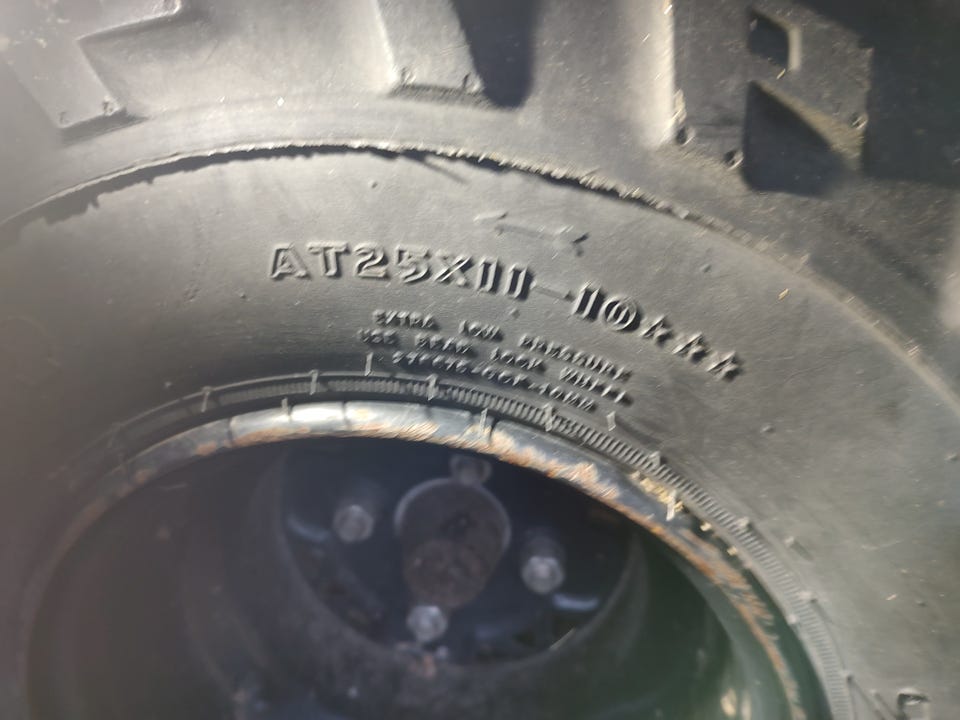 AT25X11-10★★★
EXTRA LOW PRESSURE
USE BEAD LOCK WHEEL